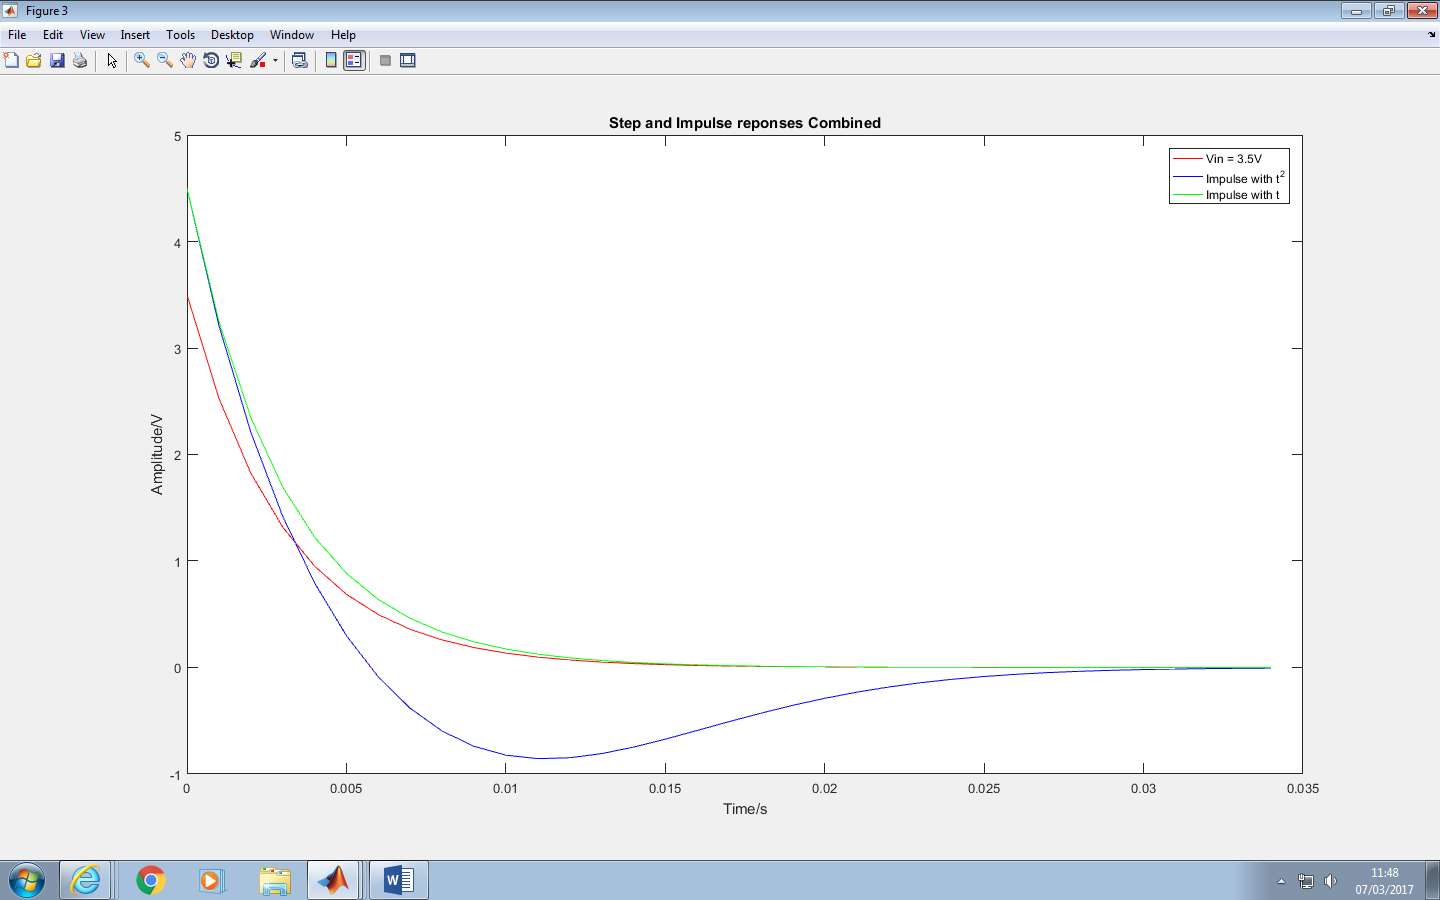 Figure 3
File Edit View Insert Tools Desktop Window Help
Step and Impulse reponses Combined
Vin = 3.5V
Impulse with t²
Impulse with t
5
4
3
2
1
0
-1
Amplitude/V
0 0.005 0.01 0.015 0.02 0.025 0.03 0.035
Time/s
11:48
07/03/2017